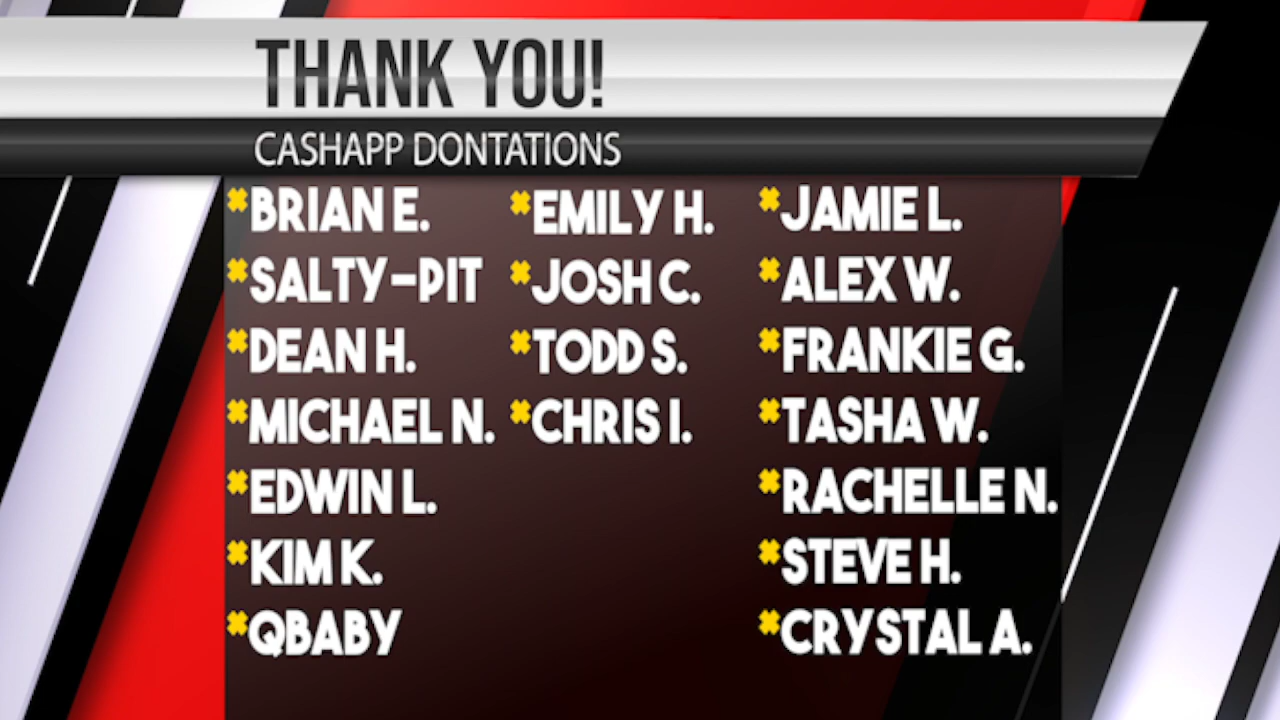 THANK YOU!
CASHAPP DONTATIONS
BRIAN E.
SALTY-PIT
DEAN H.
MICHAEL N.
EDWIN L.
KIM K.
QBABY
EMILY H.
JOSH C.
TODD S.
CHRIS I.
JAMIE L.
ALEX W.
FRANKIE G.
TASHA W.
RACHELLE N.
STEVE H.
CRYSTAL A.